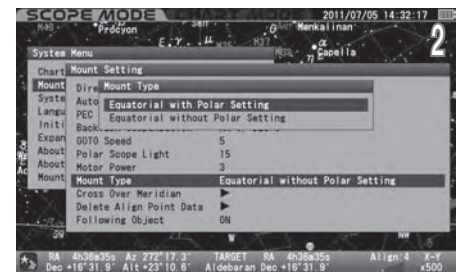 SCOPE MODE
2011/07/05 14:32:17
2
Procyon
Menkalinan
Capella
System Menu
Chart
Mount Setting
Mount
Dire
Mount Type
Syste
Auto
Equatorial with Polar Setting
Langu
PEC
Equatorial without Polar Setting
Initi
Expan
GOTO Speed 5
About
Polar Scope Light 15
About
Motor Power 3
Mount
Mount Type Equatorial without Polar Setting
Cross Over Meridian ▶
Delete Align Point Data ▶
Following Object ON
RA 4h36m35s Az 272°17.3' TARGET RA 4h36m35s Align:4 X-Y
Dec +16°31.9' Alt +23°10.6' Aldebaran Dec +16°31.9' x500